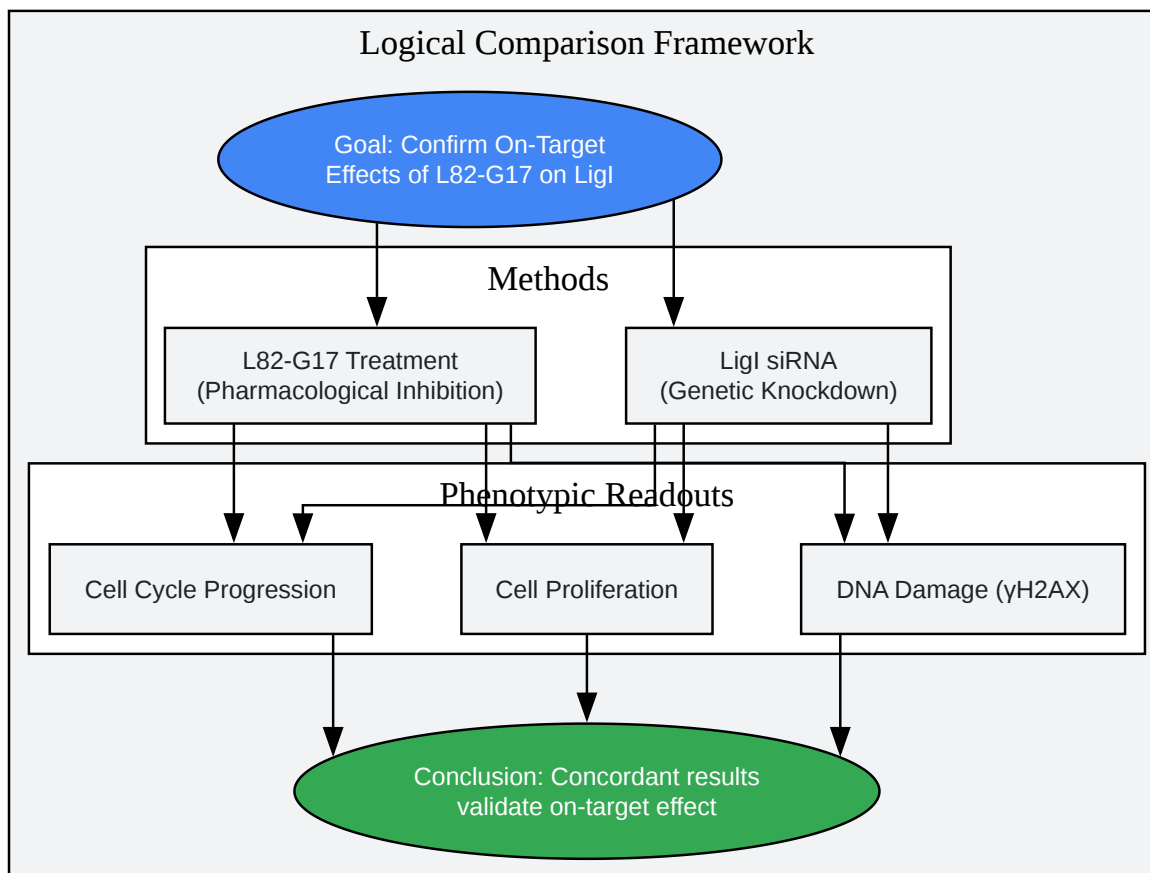 Logical Comparison Framework
Goal: Confirm On-Target
Effects of L82-G17 on LigI
Methods
L82-G17 Treatment
(Pharmacological Inhibition)
LigI siRNA
(Genetic Knockdown)
Phenotypic Readouts
Cell Cycle Progression
Cell Proliferation
DNA Damage (γH2AX)
Conclusion: Concordant results
validate on-target effect